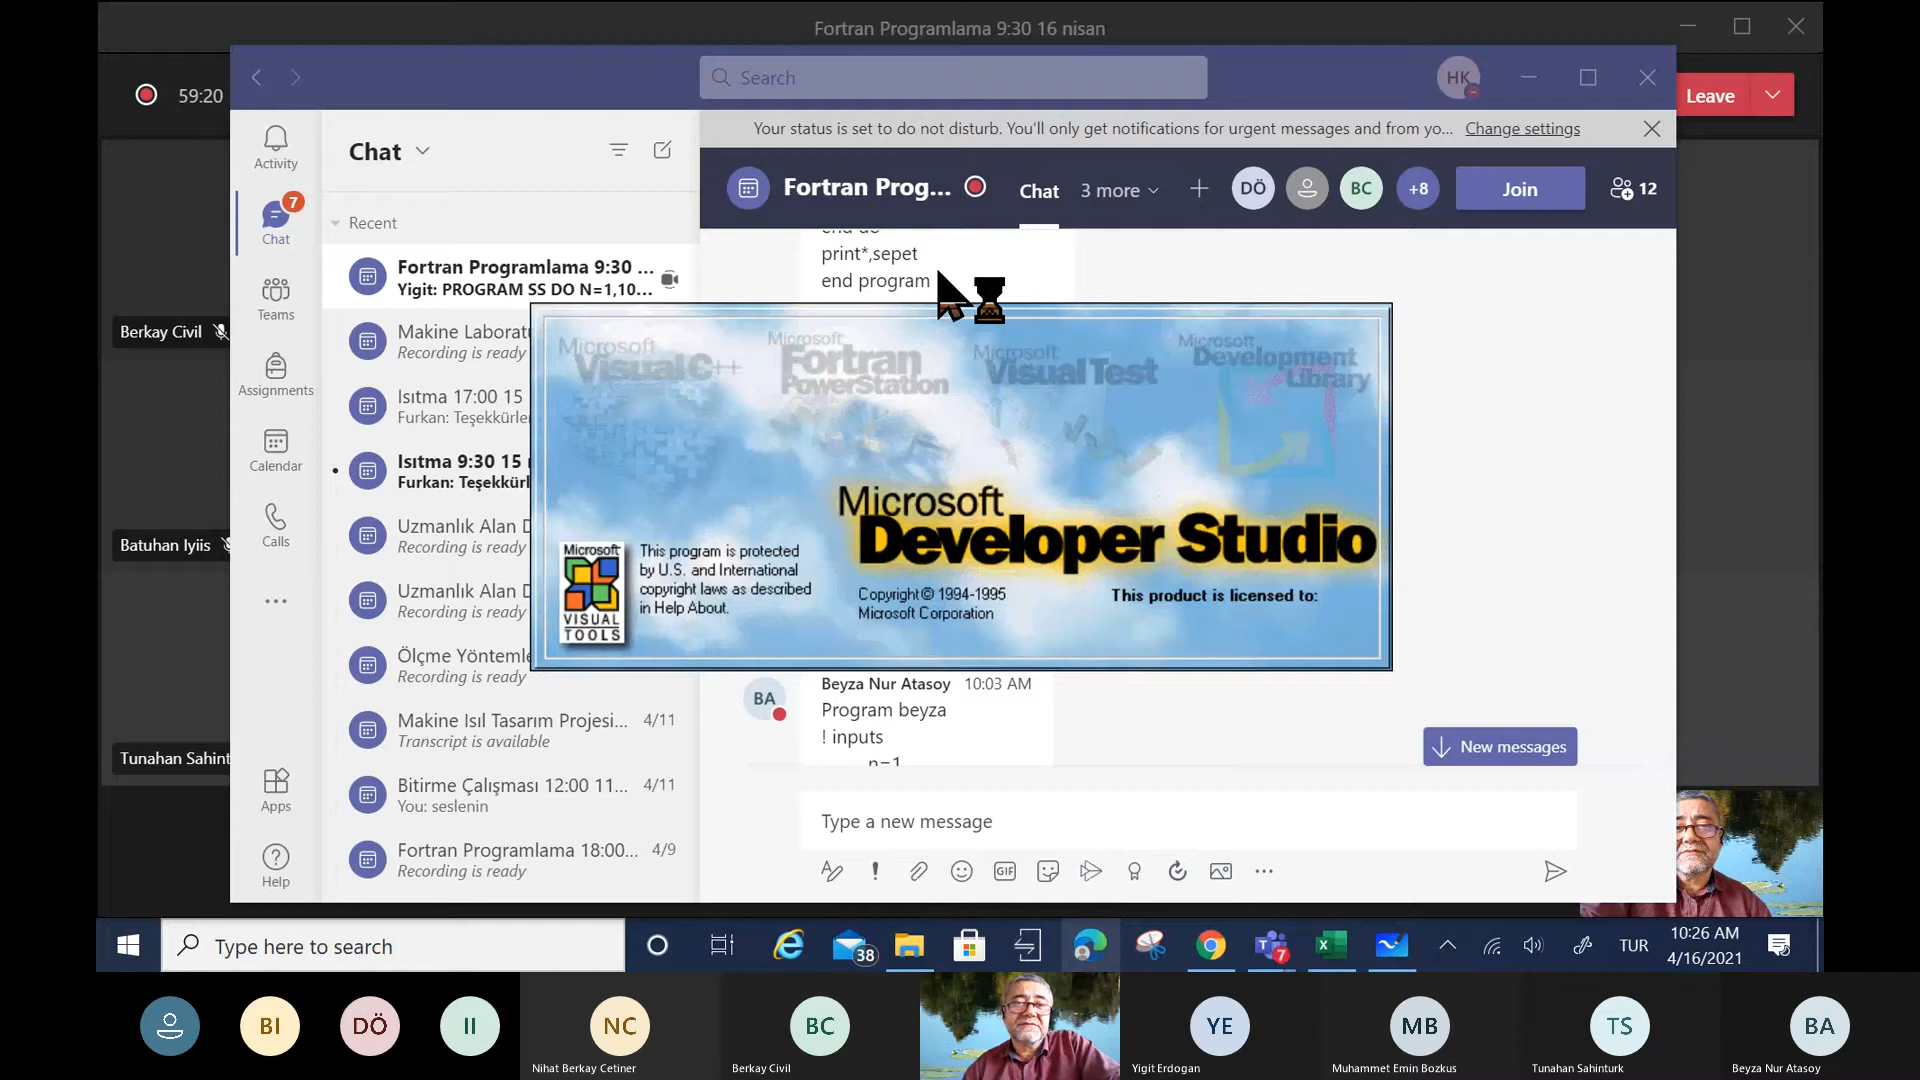 Fortran Programlama 9:30 16 nisan
59:20
Search
HK
Leave
Your status is set to do not disturb. You'll only get notifications for urgent messages and from yo...
Change settings
Activity
Chat
7
Chat
Teams
Assignments
Calendar
Calls
Apps
Help
Fortran Prog...
Chat
3 more
DÖ
BC
+8
Join
12
Recent
Fortran Programlama 9:30 ...
Yigit: PROGRAM SS DO N=1,10...
Makine Laboratu
Recording is ready
Isıtma 17:00 15
Furkan: Teşekkürler
Isıtma 9:30 15
Furkan: Teşekkürl
Uzmanlık Alan D
Recording is ready
Uzmanlık Alan D
Recording is ready
Ölçme Yöntemle
Recording is ready
Makine Isıl Tasarım Projesi...
4/11
Transcript is available
Bitirme Çalışması 12:00 11...
4/11
You: seslenin
Fortran Programlama 18:00...
4/9
Recording is ready
end do
print*,sepet
end program
Microsoft
Visual C++
Microsoft
Fortran
PowerStation
Microsoft
Visual Test
Microsoft
Development
Library
Microsoft
Developer Studio
Microsoft
VISUAL
TOOLS
This program is protected
by U.S. and International
copyright laws as described
in Help About.
Copyright© 1994-1995
Microsoft Corporation
This product is licensed to:
BA
Beyza Nur Atasoy
10:03 AM
Program beyza
! inputs
n=1
New messages
Type a new message
GIF
Berkay Civil
Batuhan Iyiis
Tunahan Sahint
Type here to search
38
7
TUR
10:26 AM
4/16/2021
BI
DÖ
II
NC
Nihat Berkay Cetiner
BC
Berkay Civil
YE
Yigit Erdogan
MB
Muhammet Emin Bozkus
TS
Tunahan Sahinturk
BA
Beyza Nur Atasoy